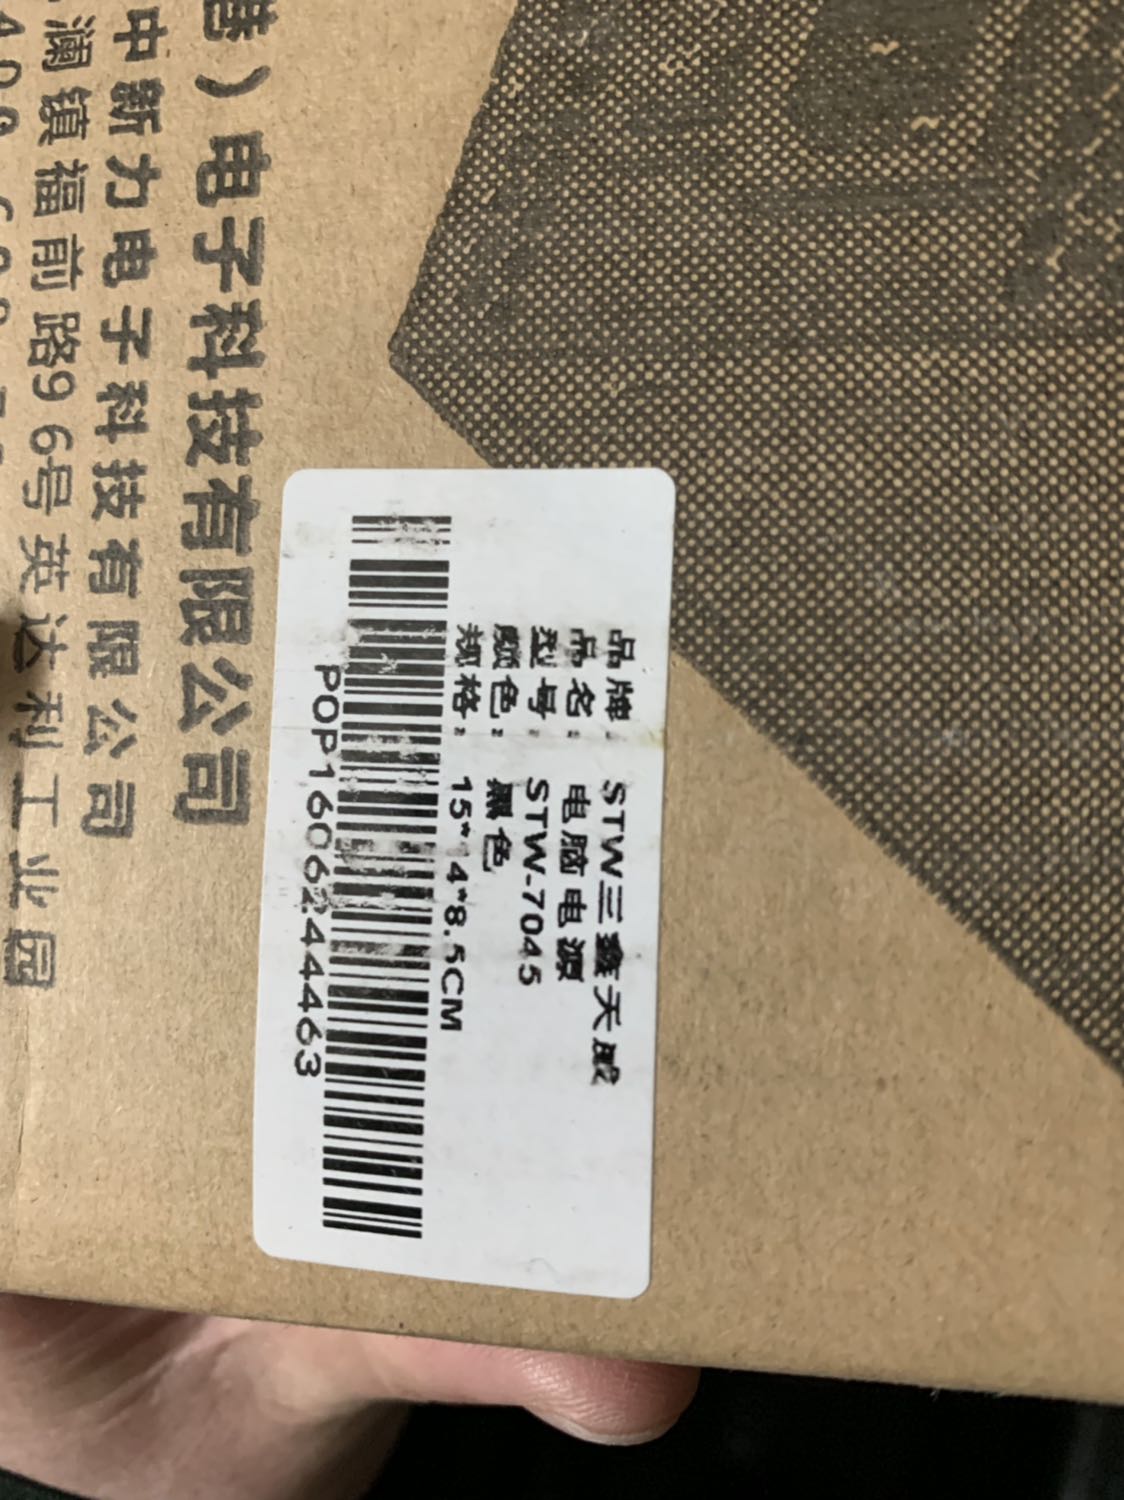 港）电子科技有限公司
中新力电子科技有限公司
澜镇福前路96号英达利工业园
品牌: STW三鑫天威
品名: 电脑电源
型号: STW-7045
颜色: 黑色
规格: 15*14*8.5CM
POP1606244463